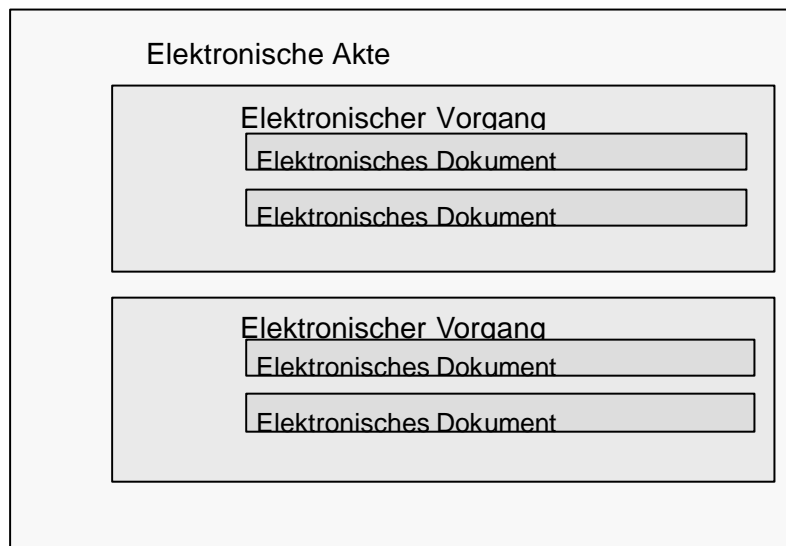 Elektronische Akte
Elektronischer Vorgang
Elektronisches Dokument
Elektronisches Dokument
Elektronischer Vorgang
Elektronisches Dokument
Elektronisches Dokument